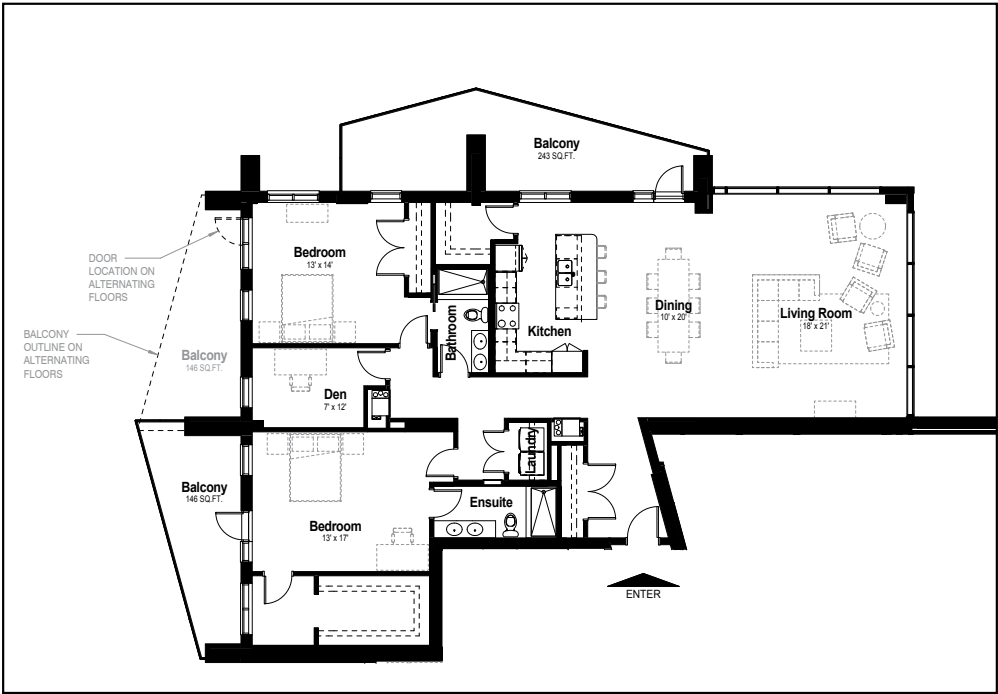 Balcony
243 SQ.FT.
DOOR
LOCATION ON
ALTERNATING
FLOORS
Bedroom
13' x 14'
BALCONY
OUTLINE ON
ALTERNATING
FLOORS
Balcony
146 SQ.FT.
Bathroom
Kitchen
Dining
10' x 20'
Living Room
18' x 21'
Den
7' x 12'
Laundry
Balcony
146 SQ.FT.
Ensuite
Bedroom
13' x 17'
ENTER